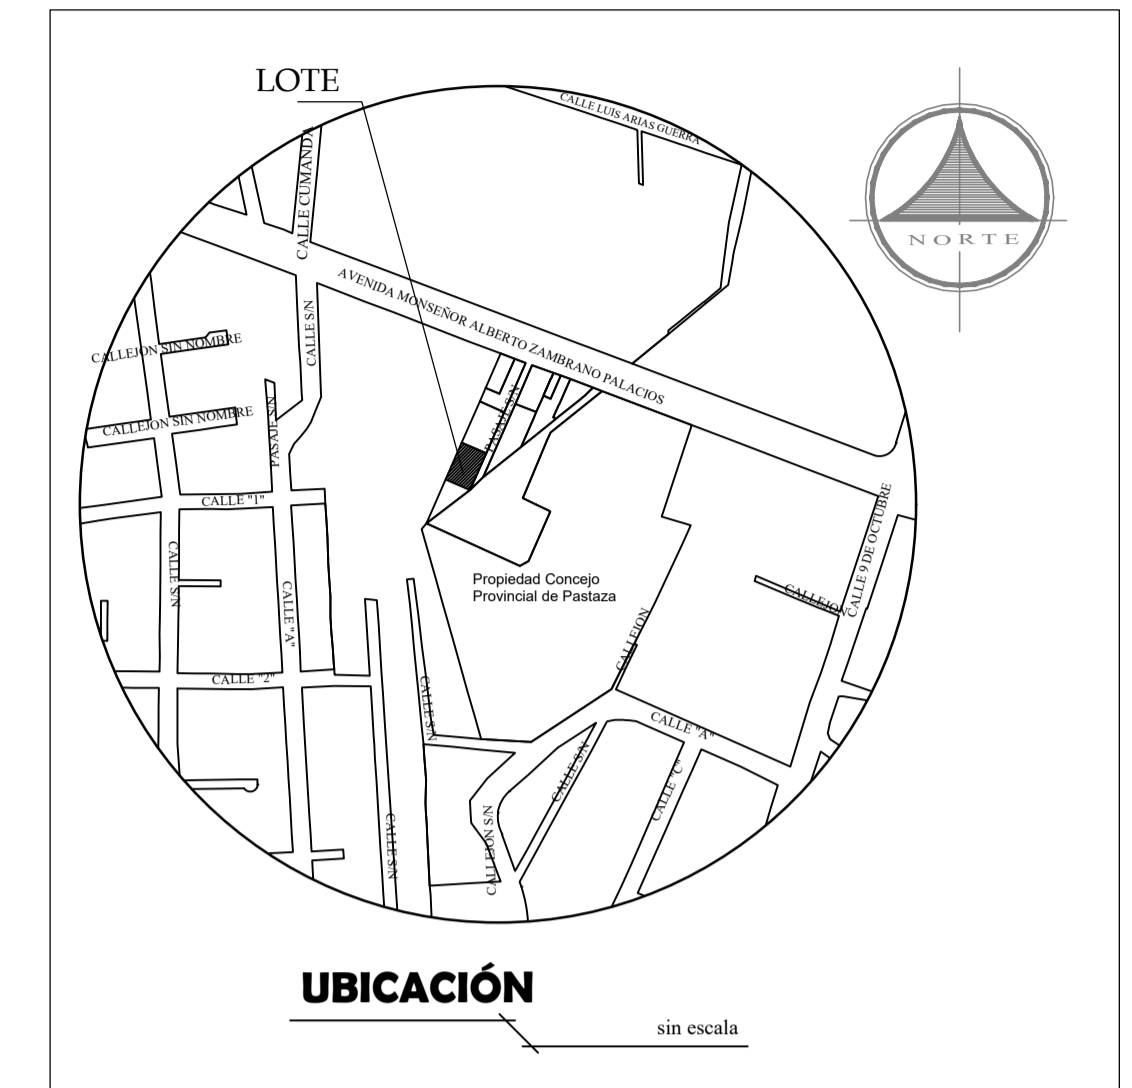 LOTE
CALLE LUIS ARIAS GUERRA
CALLE CUMANDA
NORTE
AVENIDA MONSEÑOR ALBERTO ZAMBRANO PALACIOS
CALLE S/N
CALLEJON SIN NOMBRE
CALLEJON SIN NOMBRE
PASAJE S/N
PASAJE S/N
CALLE "1"
CALLE 9 DE OCTUBRE
CALLE S/N
CALLE "A"
Propiedad Concejo
Provincial de Pastaza
CALLEJON
CALLEJON
CALLE "2"
CALLE S/N
CALLE "A"
CALLE S/N
CALLE "C"
CALLE S/N
CALLEJON S/N
UBICACIÓN
sin escala